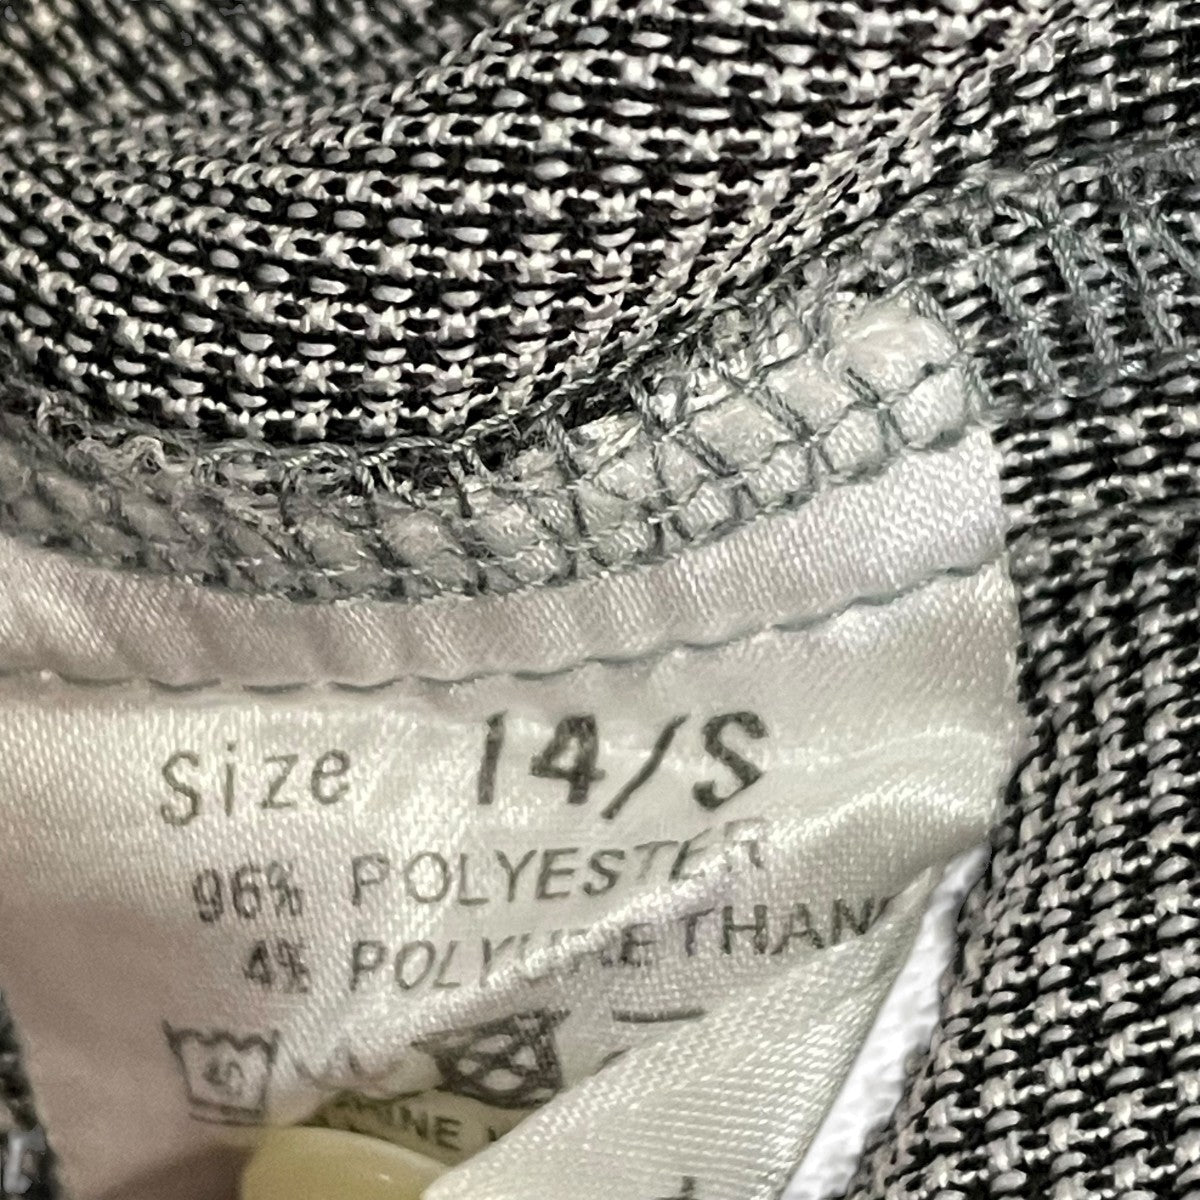 Size 14/S
96% POLYESTER
4% POLYURETHAN